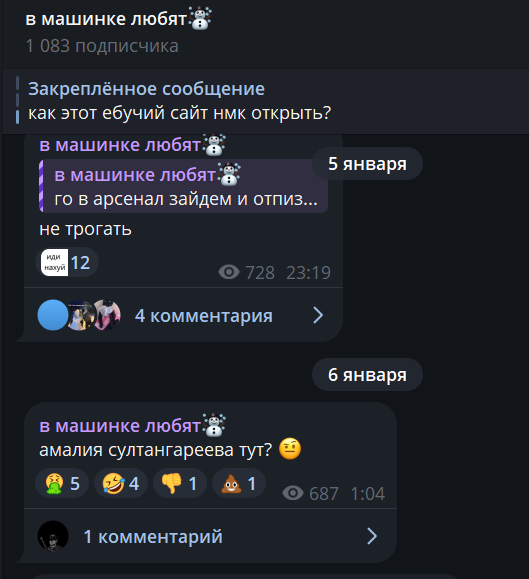 в машинке любят
1 083 подписчика
Закреплённое сообщение
как этот ебучий сайт нмк открыть?
в машинке любят
5 января
в машинке любят
го в арсенал зайдем и отпиз...
не трогать
иди
нахуй
12
728 23:19
4 комментария
6 января
в машинке любят
амалия султангареева тут? 🤨
🤮 5 🤣 4 👎 1 💩 1
687 1:04
1 комментарий